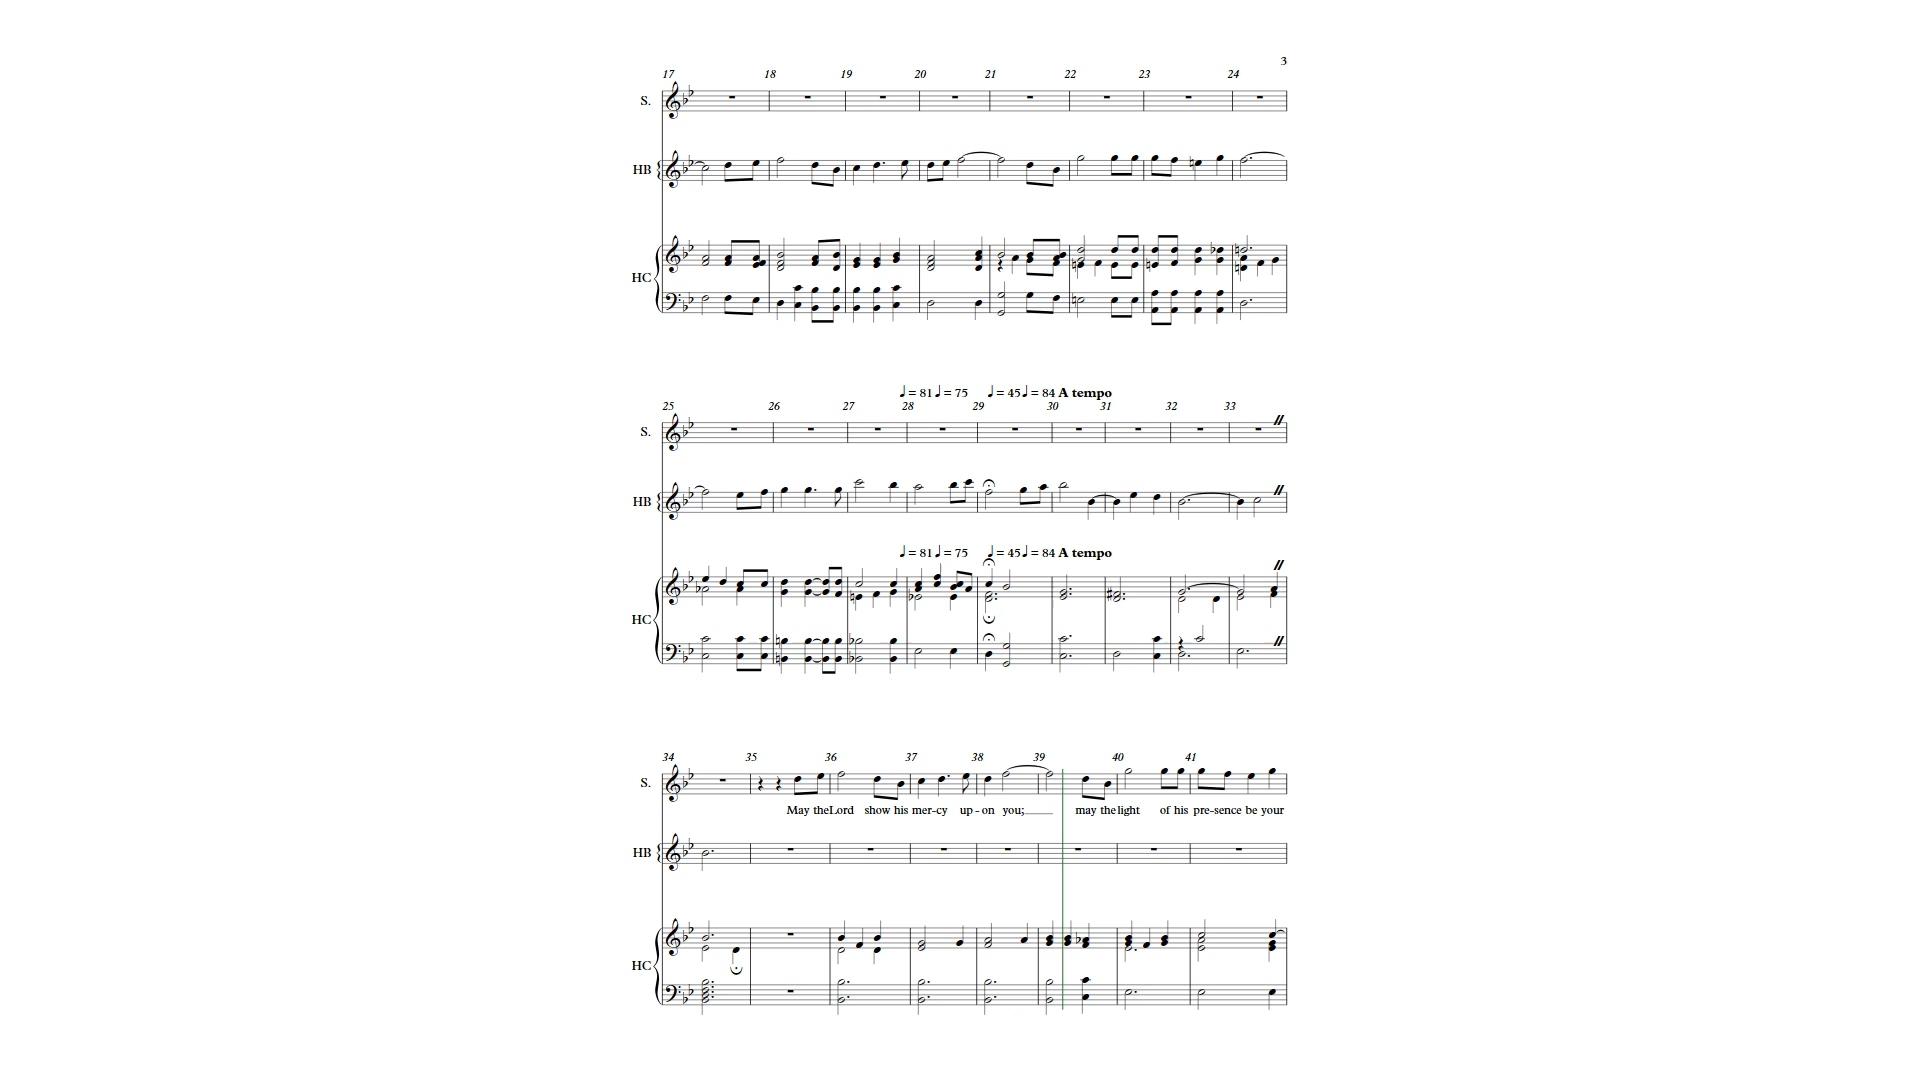 3
17 18 19 20 21 22 23 24
S.
HB
HC
♩ = 81 ♩ = 75 ♩ = 45 ♩ = 84 A tempo
25 26 27 28 29 30 31 32 33
S.
HB
♩ = 81 ♩ = 75 ♩ = 45 ♩ = 84 A tempo
HC
34 35 36 37 38 39 40 41
S.
May the Lord show his mer-cy up-on you;____ may the light of his pre-sence be your
HB
HC